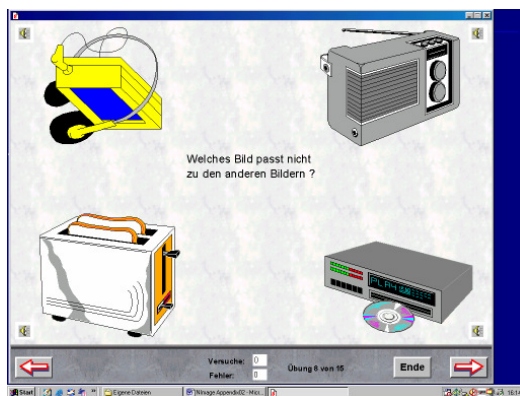 Welches Bild passt nicht
zu den anderen Bildern ?
PLAY
Versuche: 0
Fehler: 0
Übung 6 von 15
Ende
Start
Eigene Dateien